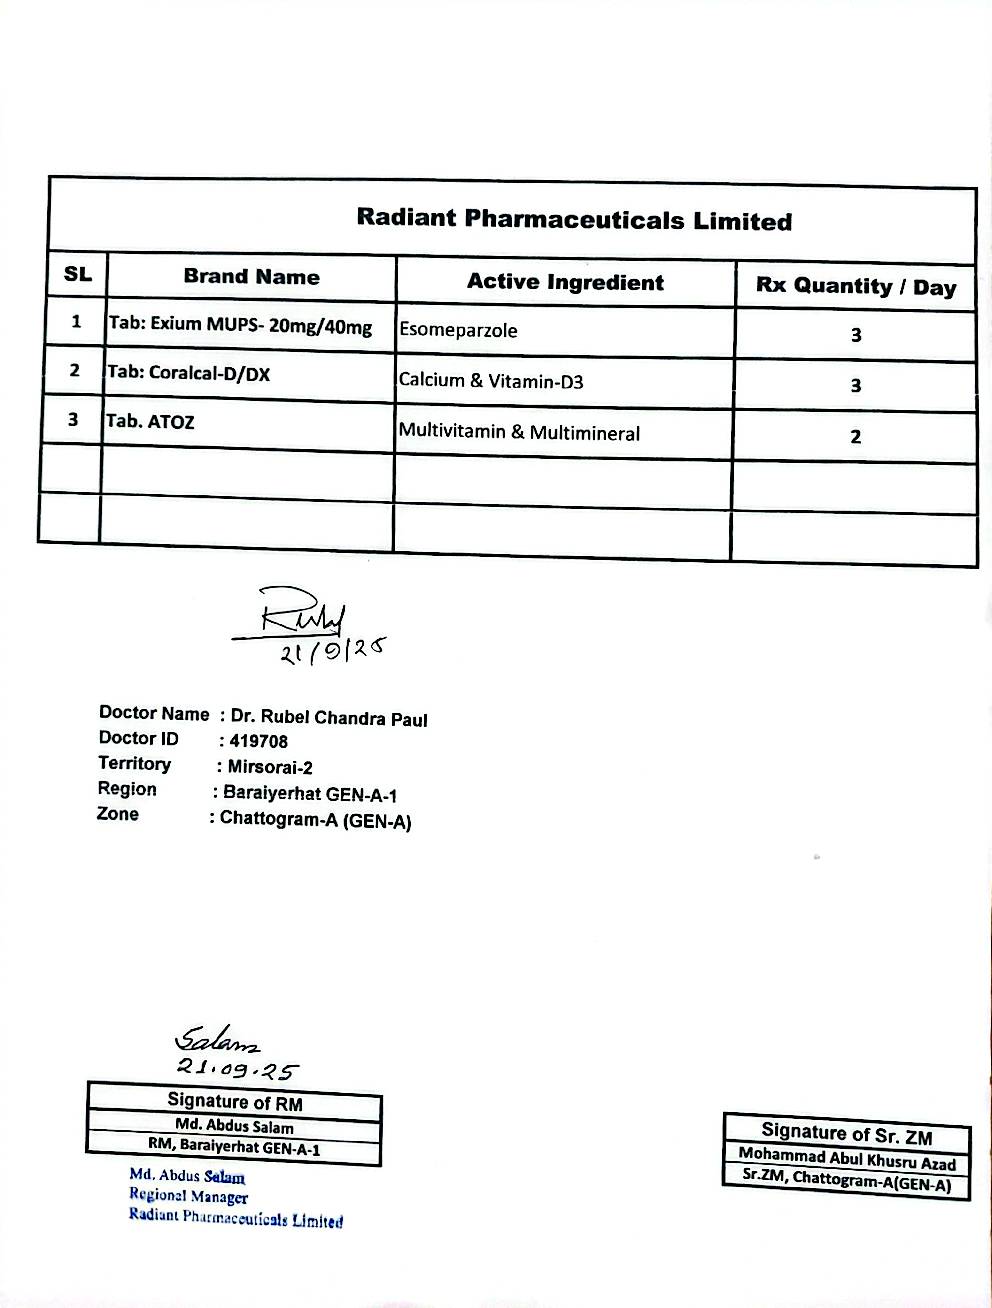 Radiant Pharmaceuticals Limited
SL Brand Name Active Ingredient Rx Quantity / Day
1 Tab: Exium MUPS- 20mg/40mg Esomeparzole 3
2 Tab: Coralcal-D/DX Calcium & Vitamin-D3 3
3 Tab. ATOZ Multivitamin & Multimineral 2
21/9/25
Doctor Name : Dr. Rubel Chandra Paul
Doctor ID : 419708
Territory : Mirsorai-2
Region : Baraiyerhat GEN-A-1
Zone : Chattogram-A (GEN-A)
Salam
21.09.25
Signature of RM
Md. Abdus Salam
RM, Baraiyerhat GEN-A-1
Md. Abdus Salam
Regional Manager
Radiant Pharmaceuticals Limited
Signature of Sr. ZM
Mohammad Abul Khusru Azad
Sr.ZM, Chattogram-A(GEN-A)